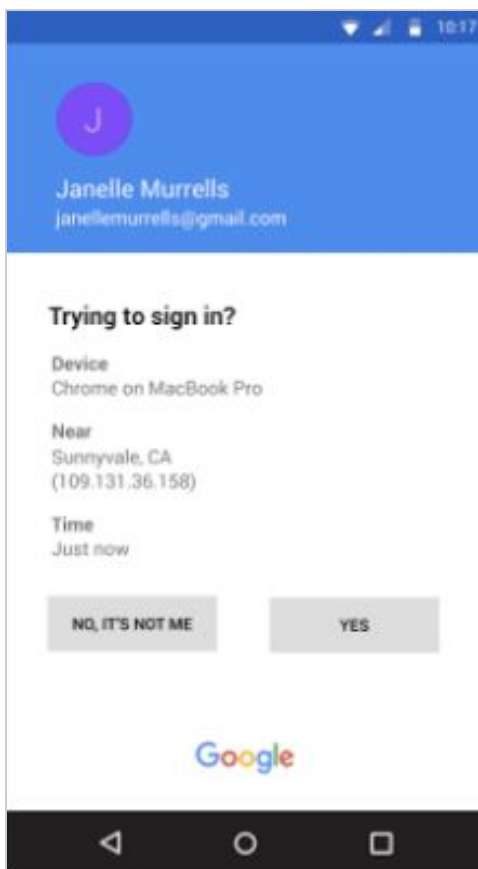 10:17
J
Janelle Murrells
janellemurrells@gmail.com
Trying to sign in?
Device
Chrome on MacBook Pro
Near
Sunnyvale, CA
(109.131.36.158)
Time
Just now
NO, IT'S NOT ME
YES
Google